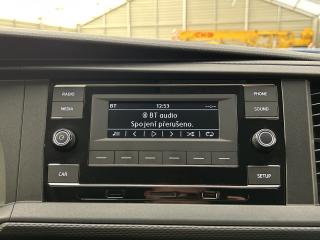 RADIO
MEDIA
CAR
BT 12:53
BT audio
Spojení přerušeno.
PHONE
SOUND
SETUP